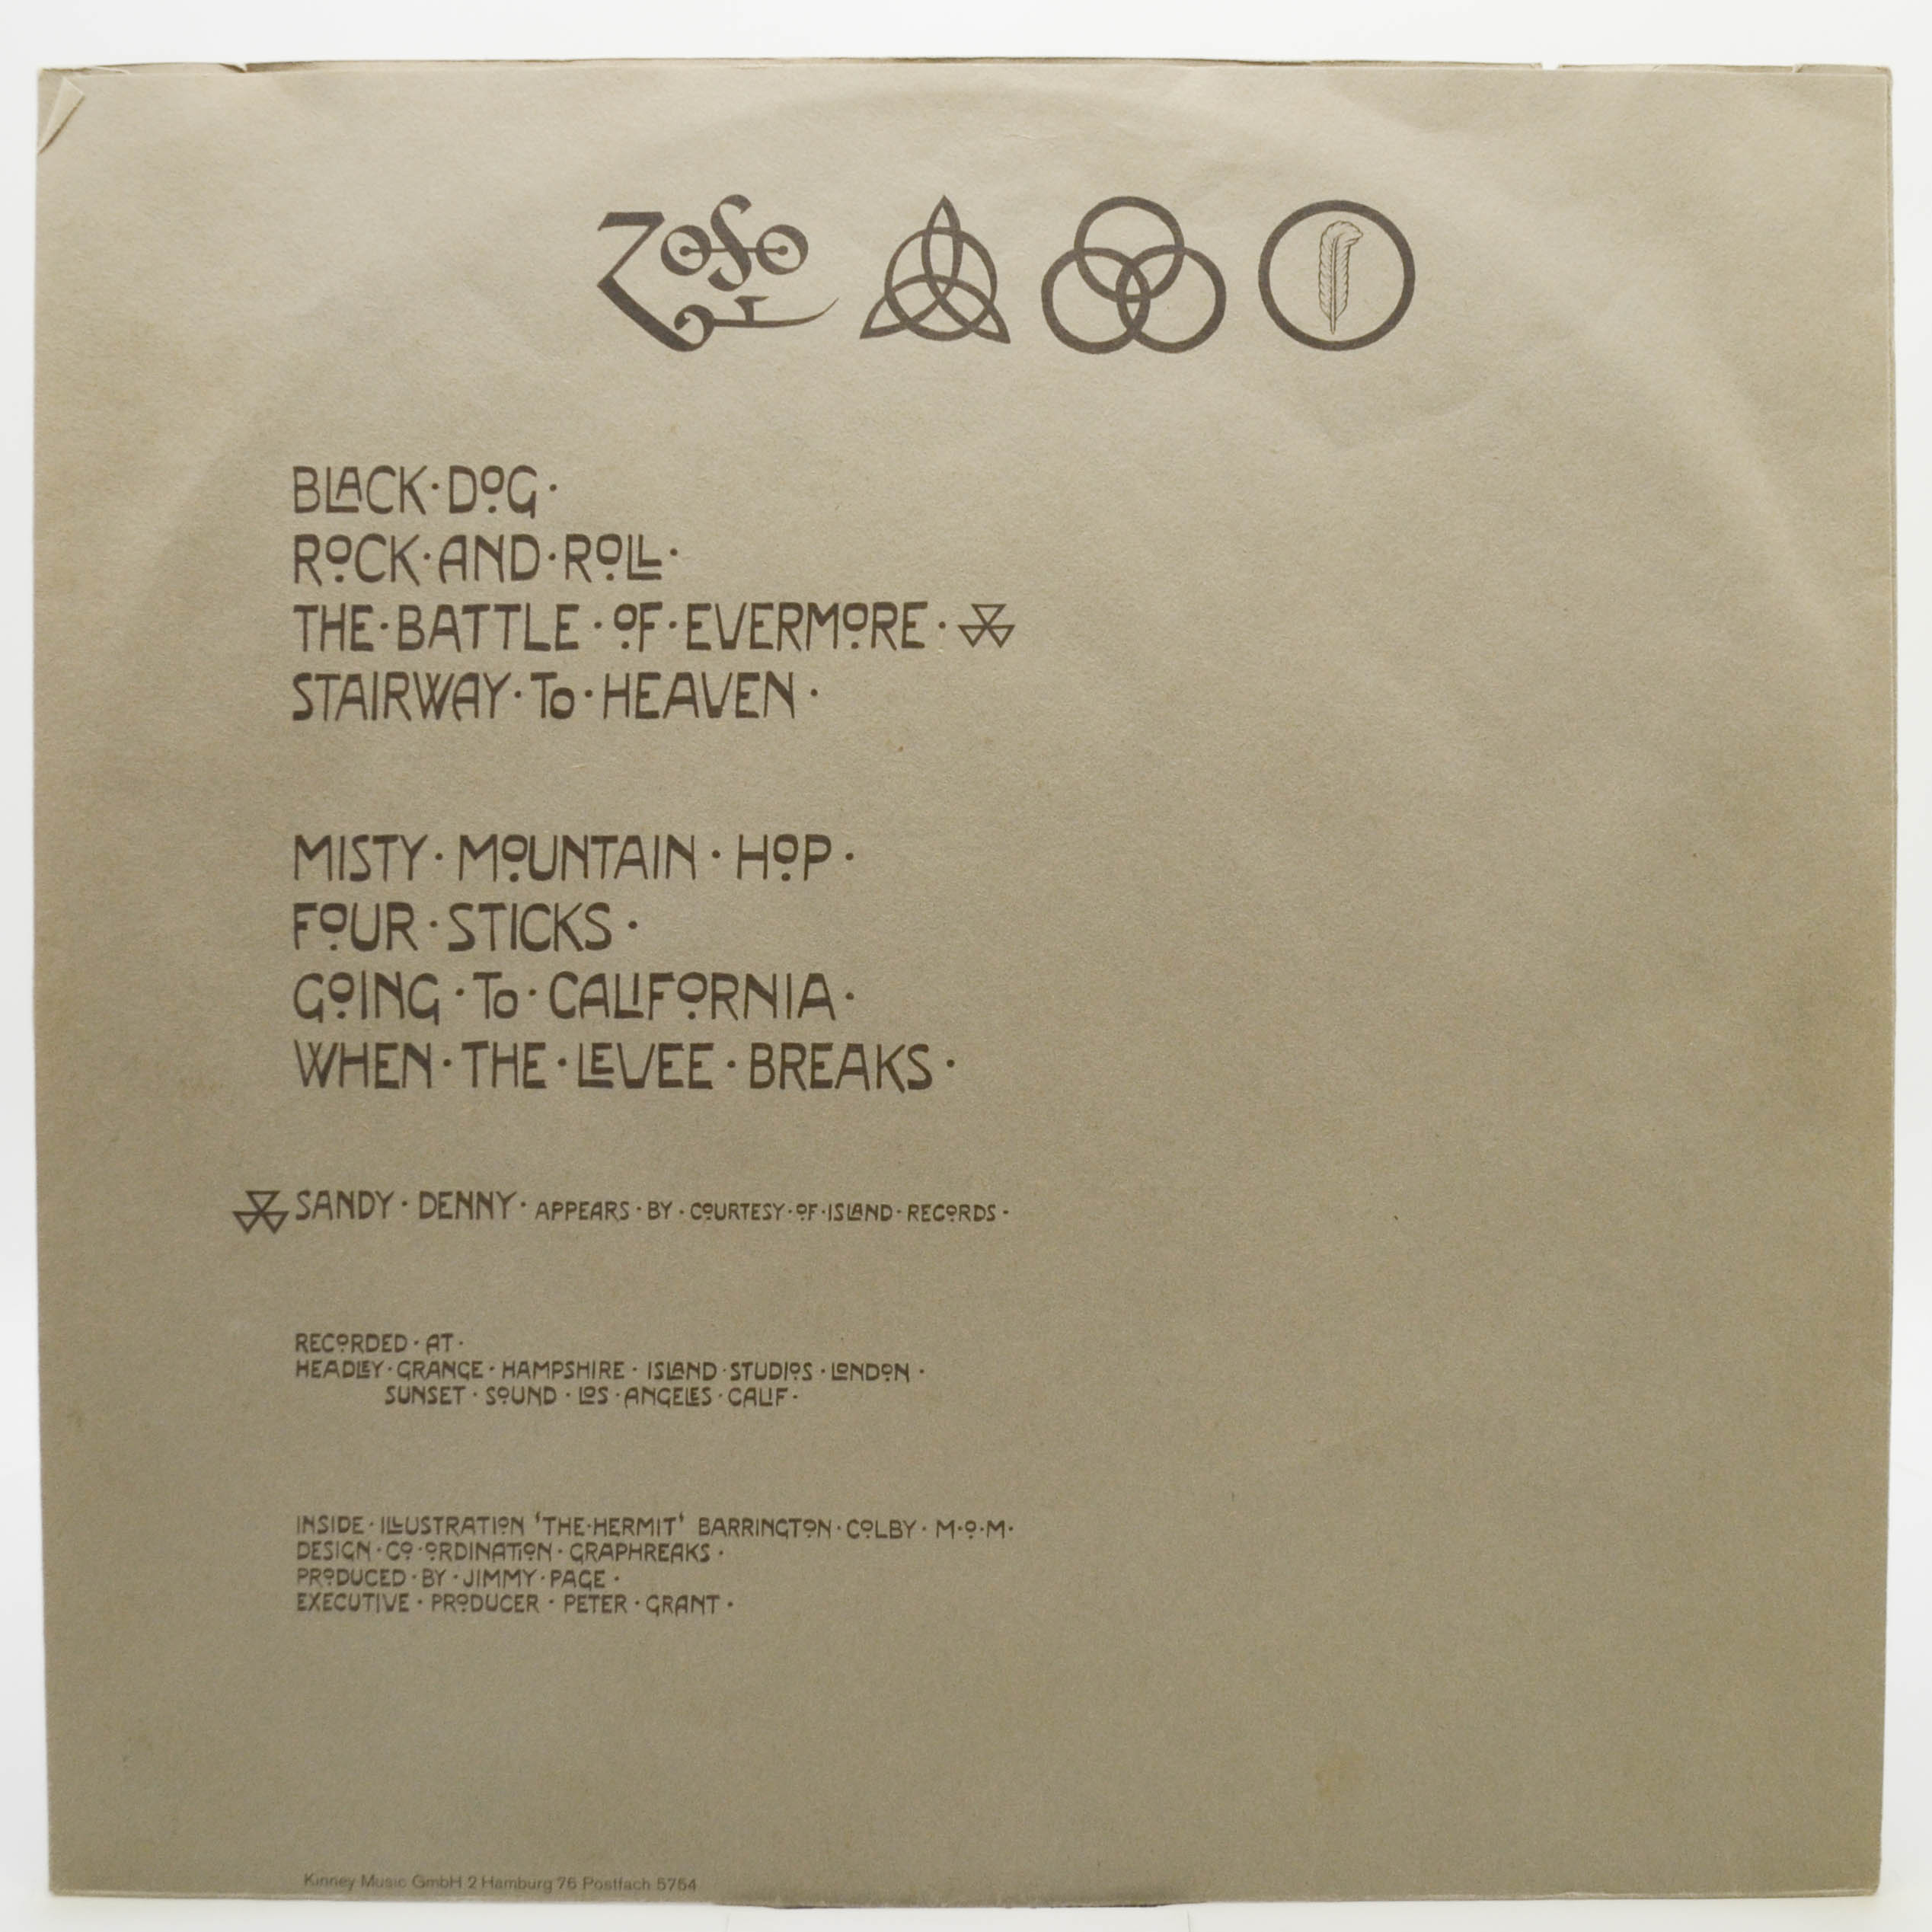 ZOSO
BLACK·DOG·
ROCK·AND·ROLL·
THE·BATTLE·OF·EVERMORE·
STAIRWAY·To·HEAVEN·
MISTY·MOUNTAIN·HOP·
FOUR·STICKS·
GOING·To·CALIFORNIA·
WHEN·THE·LEVEE·BREAKS·
SANDY·DENNY·APPEARS·BY·COURTESY·OF·ISLAND·RECORDS·
RECORDED·AT·
HEADLEY·GRANGE·HAMPSHIRE·ISLAND·STUDIOS·LONDON·
SUNSET·SOUND·LOS·ANGELES·CALIF·
INSIDE·ILLUSTRATION 'THE·HERMIT' BARRINGTON·COLBY·M·O·M·
DESIGN·CO·ORDINATION·GRAPHREAKS·
PRODUCED·BY·JIMMY·PAGE·
EXECUTIVE·PRODUCER·PETER·GRANT·
Kinney Music GmbH 2 Hamburg 76 Postfach 5754